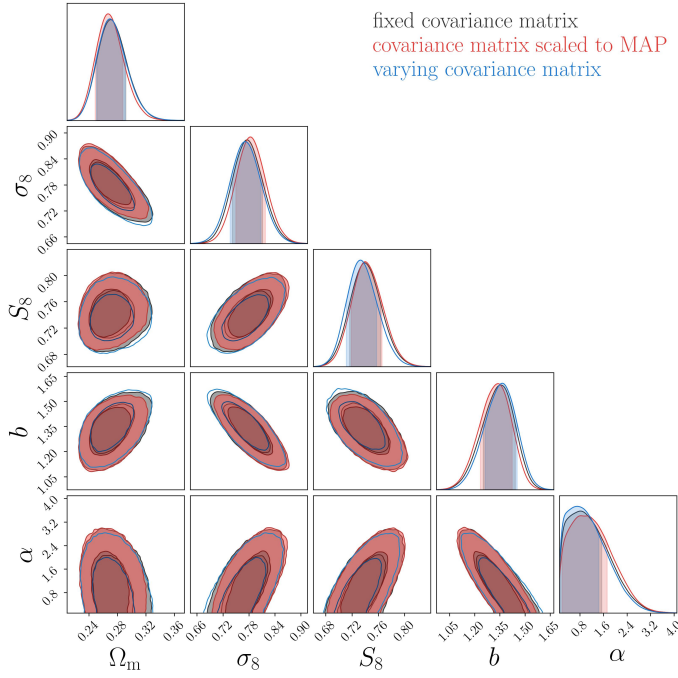 fixed covariance matrix
covariance matrix scaled to MAP
varying covariance matrix
σ8
0.90
0.84
0.78
0.72
0.66
S8
0.80
0.76
0.72
0.68
b
1.65
1.50
1.35
1.20
1.05
α
4.0
3.2
2.4
1.6
0.8
0.24 0.28 0.32 0.36 0.66 0.72 0.78 0.84 0.90 0.68 0.72 0.76 0.80 1.05 1.20 1.35 1.50 1.65 0.8 1.6 2.4 3.2 4.0
Ωm σ8 S8 b α